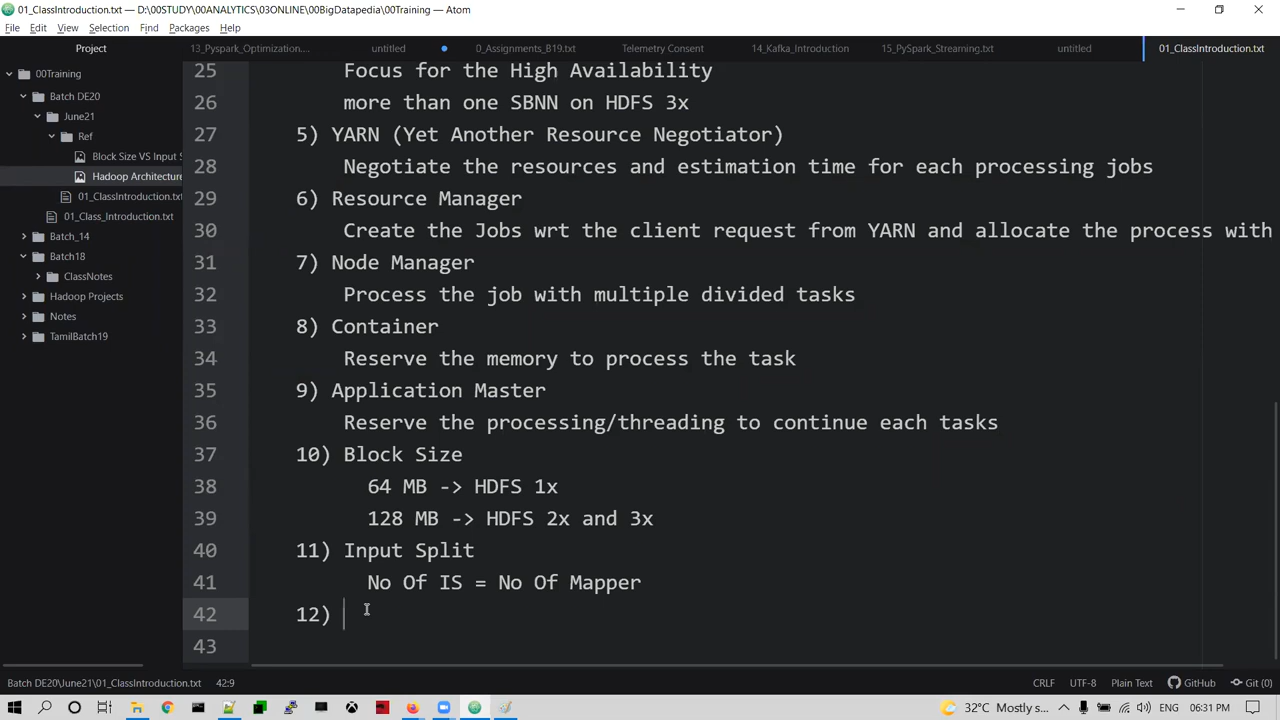 01_ClassIntroduction.txt — D:\00STUDY\00ANALYTICS\03ONLINE\00BigDatapedia\00Training — Atom
File Edit View Selection Find Packages Help
Project
13_Pyspark_Optimization....
untitled
0_Assignments_B19.txt
Telemetry Consent
14_Kafka_Introduction
15_PySpark_Streaming.txt
untitled
01_ClassIntroduction.txt
00Training
Batch DE20
June21
Ref
Block Size VS Input S
Hadoop Architecture
01_ClassIntroduction.txt
01_Class_Introduction.txt
Batch_14
Batch18
ClassNotes
Hadoop Projects
Notes
TamilBatch19
25 Focus for the High Availability
26 more than one SBNN on HDFS 3x
27 5) YARN (Yet Another Resource Negotiator)
28 Negotiate the resources and estimation time for each processing jobs
29 6) Resource Manager
30 Create the Jobs wrt the client request from YARN and allocate the process with
31 7) Node Manager
32 Process the job with multiple divided tasks
33 8) Container
34 Reserve the memory to process the task
35 9) Application Master
36 Reserve the processing/threading to continue each tasks
37 10) Block Size
38 64 MB -> HDFS 1x
39 128 MB -> HDFS 2x and 3x
40 11) Input Split
41 No Of IS = No Of Mapper
42 12)
43
Batch DE20\June21\01_ClassIntroduction.txt 42:9 CRLF UTF-8 Plain Text GitHub Git (0)
32°C Mostly s... ENG 06:31 PM